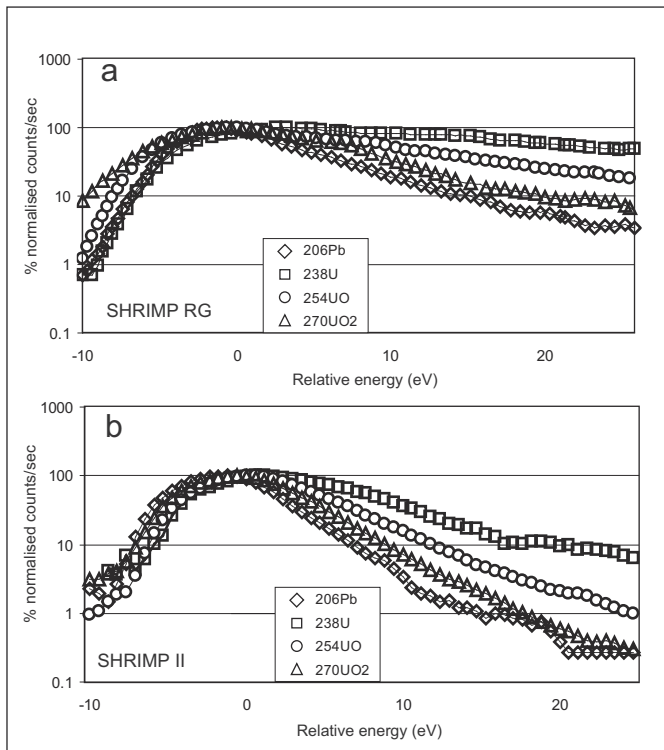 a
1000
100
10
1
0.1
% normalised counts/sec
206Pb
238U
254UO
270UO2
SHRIMP RG
-10
0
10
20
Relative energy (eV)
b
1000
100
10
1
0.1
% normalised counts/sec
206Pb
238U
254UO
270UO2
SHRIMP II
-10
0
10
20
Relative energy (eV)